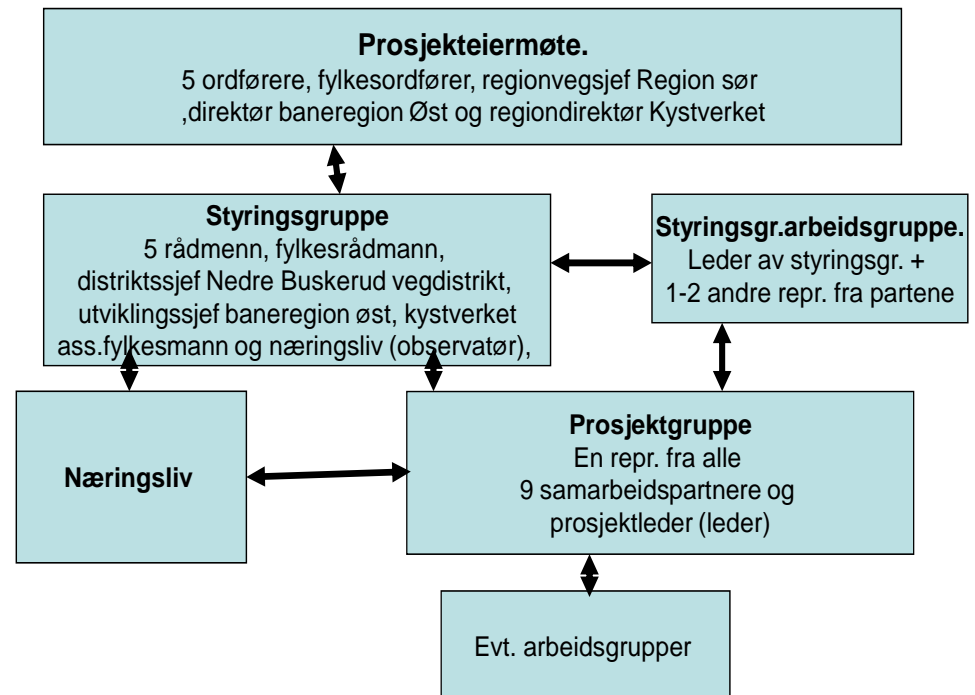 Prosjekteiermøte.
5 ordførere, fylkesordfører, regionvegsjef Region sør
,direktør baneregion Øst og regiondirektør Kystverket
Styringsgruppe
5 rådmenn, fylkesrådmann,
distriktssjef Nedre Buskerud vegdistrikt,
utviklingssjef baneregion øst, kystverket
ass.fylkesmann og næringsliv (observatør),
Styringsgr.arbeidsgruppe.
Leder av styringsgr. +
1-2 andre repr. fra partene
Næringsliv
Prosjektgruppe
En repr. fra alle
9 samarbeidspartnere og
prosjektleder (leder)
Evt. arbeidsgrupper